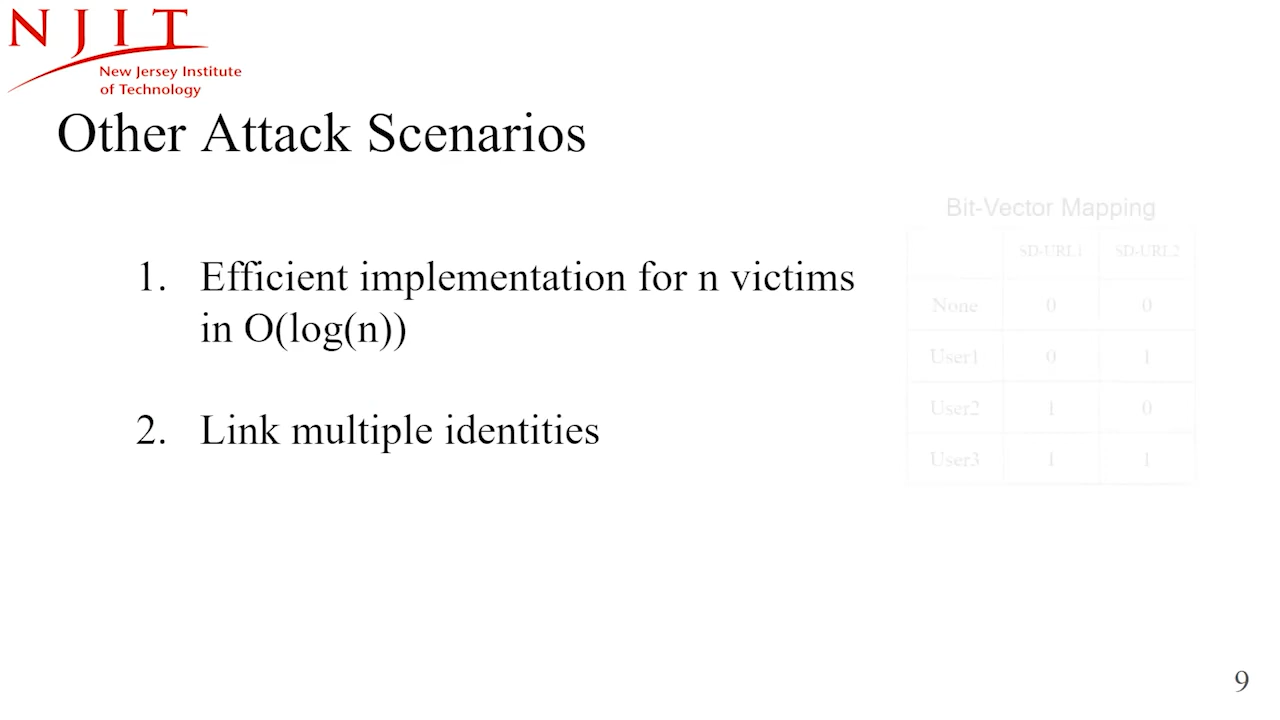 NJIT
New Jersey Institute
of Technology
Other Attack Scenarios
1. Efficient implementation for n victims
in O(log(n))
2. Link multiple identities
Bit-Vector Mapping
SD-URL1 SD-URL2
None 0 0
User1 0 1
User2 1 0
User3 1 1
9